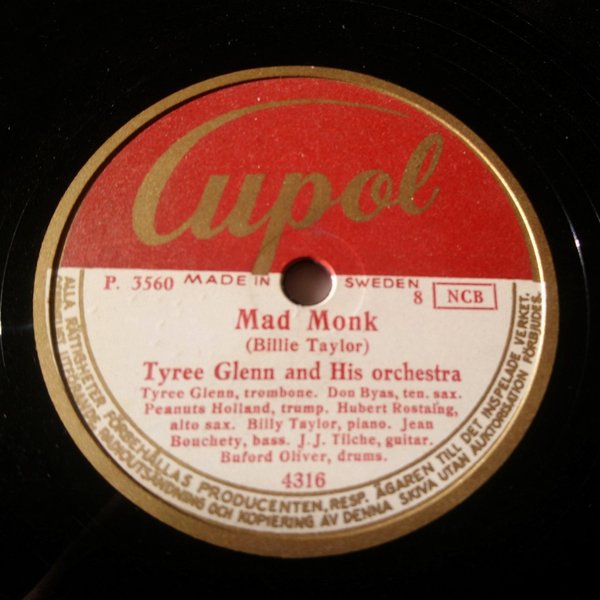 Cupol
P. 3560 MADE IN SWEDEN
8 NCB
Mad Monk
(Billie Taylor)
Tyree Glenn and His orchestra
Tyree Glenn, trombone. Don Byas, ten. sax.
Peanuts Holland, trump. Hubert Rostaing,
alto sax. Billy Taylor, piano. Jean
Bouchety, bass. J. J. Tilche, guitar.
Buford Oliver, drums.
4316
ALLA RÄTTIGHETER FÖRBEHÅLLAS PRODUCENTEN, RESP. ÄGAREN TILL DET INSPELADE VERKET.
RADIOUTSÄNDNING OCH KOPIERING AV DENNA SKIVA UTAN AUKTORISATION FÖRBJUDES.